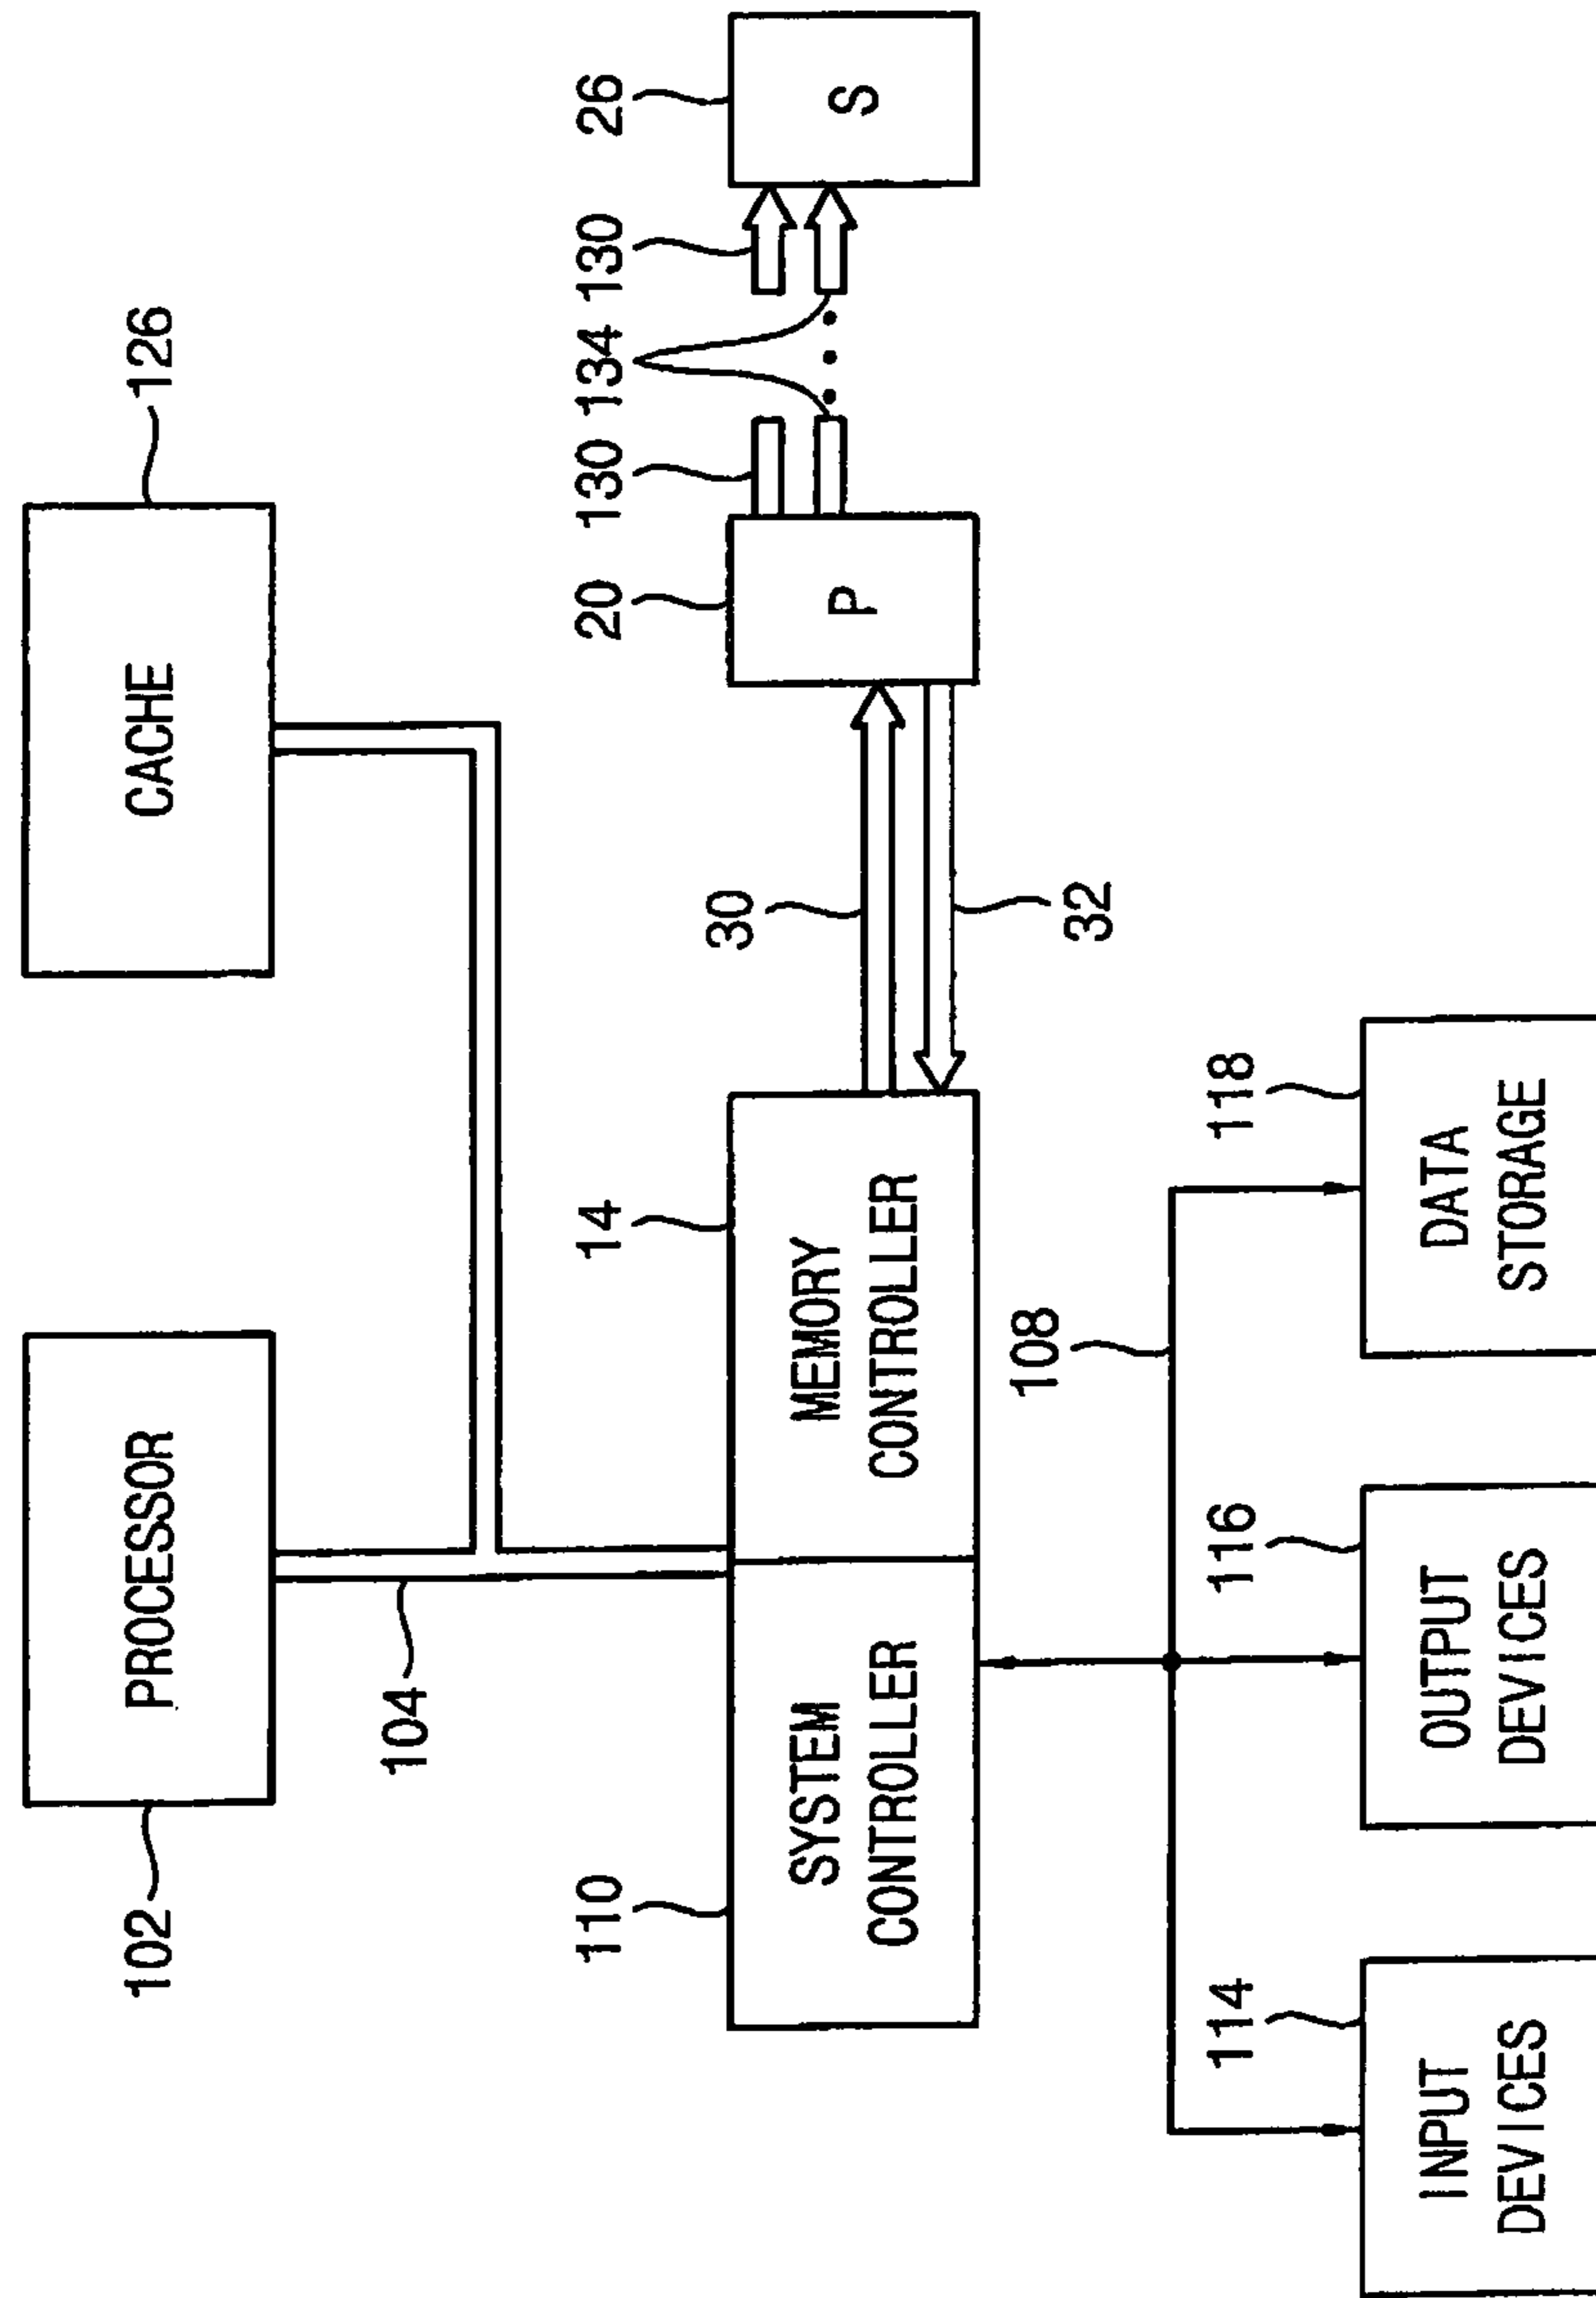 102
PROCESSOR
CACHE
126
104
110
14
20
130
134
130
26
SYSTEM
CONTROLLER
MEMORY
CONTROLLER
30
P
S
32
108
114
116
118
INPUT
DEVICES
OUTPUT
DEVICES
DATA
STORAGE